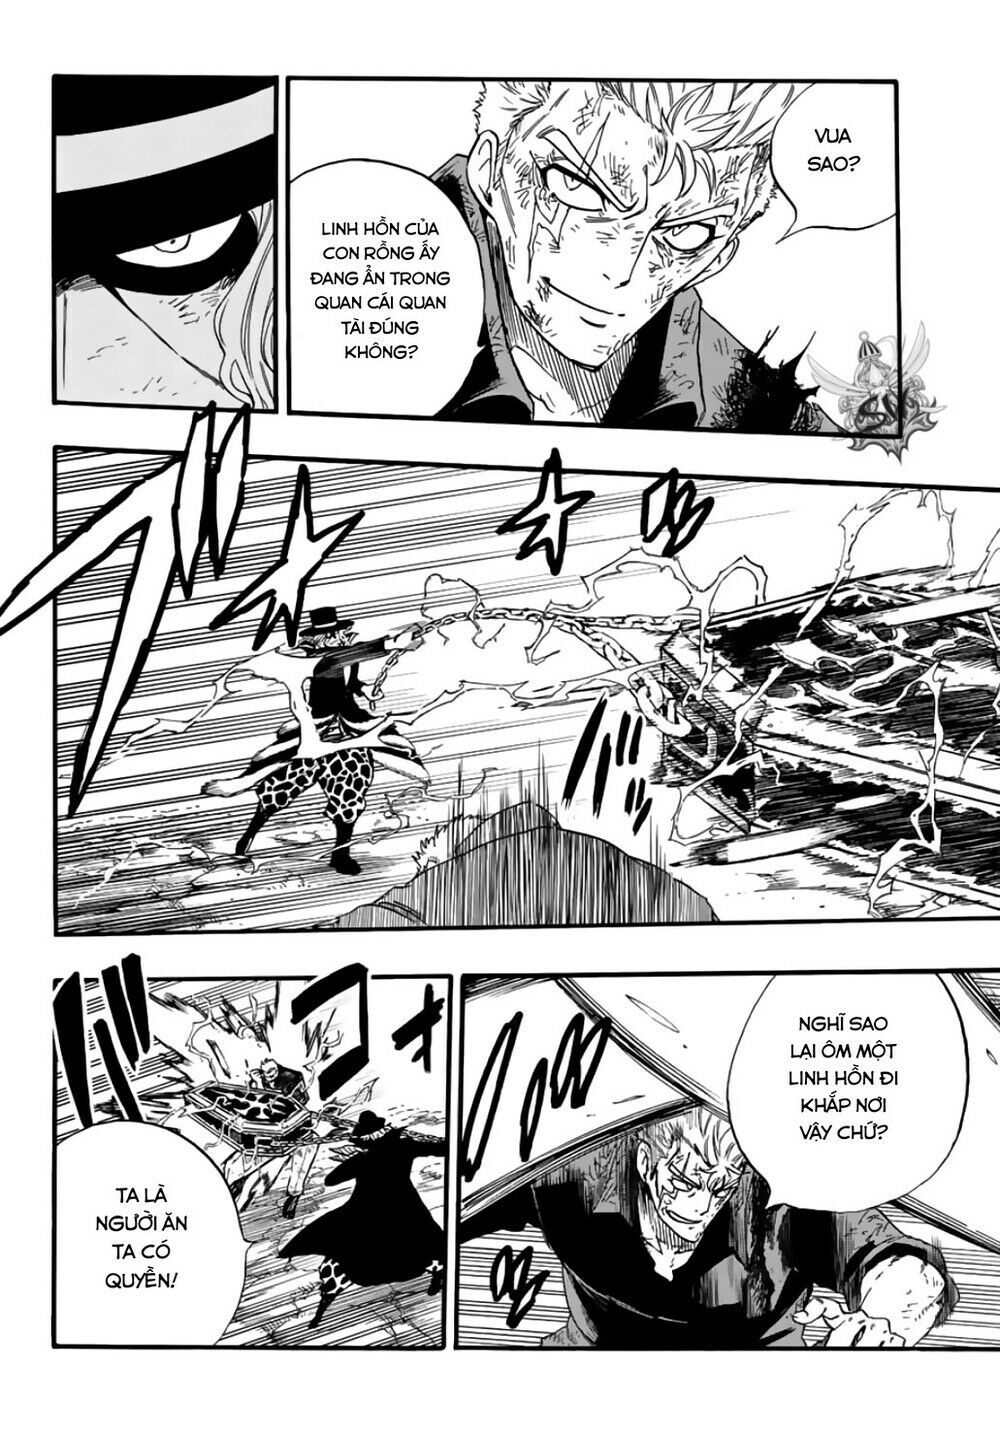 VUA
SAO?
LINH HỒN CỦA
CON RỒNG ẤY
ĐANG ẨN TRONG
QUAN CÁI QUAN
TÀI ĐÚNG
KHÔNG?
NGHĨ SAO
LẠI ÔM MỘT
LINH HỒN ĐI
KHẮP NƠI
VẬY CHỨ?
TA LÀ
NGƯỜI ĂN
TA CÓ
QUYỀN!